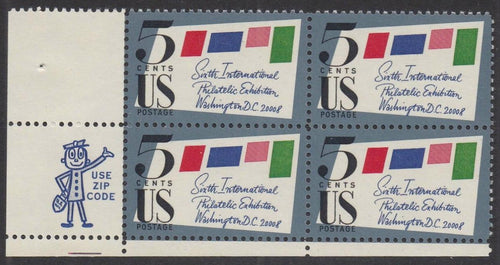 5
CENTS
US
POSTAGE
Sixth International
Philatelic Exhibition
Washington D.C. 20008
5
CENTS
US
POSTAGE
Sixth International
Philatelic Exhibition
Washington D.C. 20008
USE
ZIP
CODE
5
CENTS
US
POSTAGE
Sixth International
Philatelic Exhibition
Washington D.C. 20008
5
CENTS
US
POSTAGE
Sixth International
Philatelic Exhibition
Washington D.C. 20008